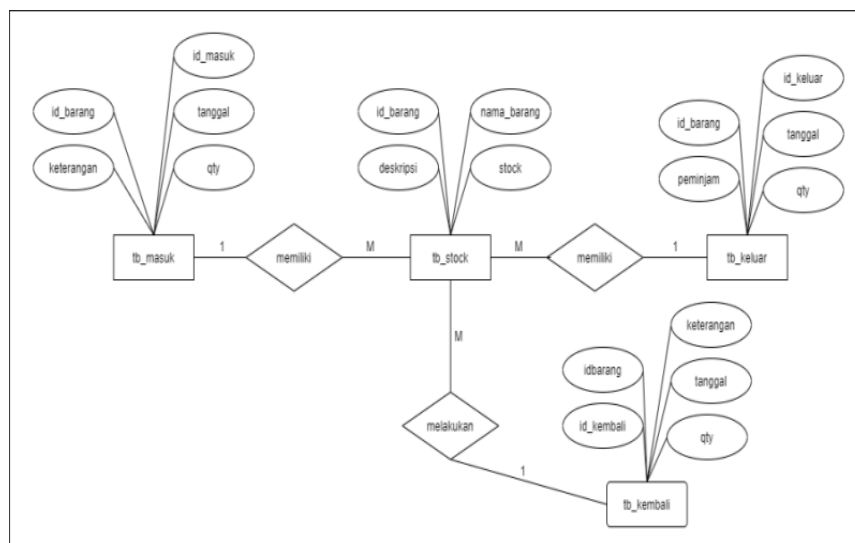 id_masuk
id_barang
tanggal
keterangan
qty
tb_masuk
1
memiliki
M
id_barang
nama_barang
deskripsi
stock
tb_stock
M
memiliki
1
id_keluar
id_barang
tanggal
peminjam
qty
tb_keluar
M
melakukan
1
keterangan
idbarang
tanggal
id_kembali
qty
tb_kembali